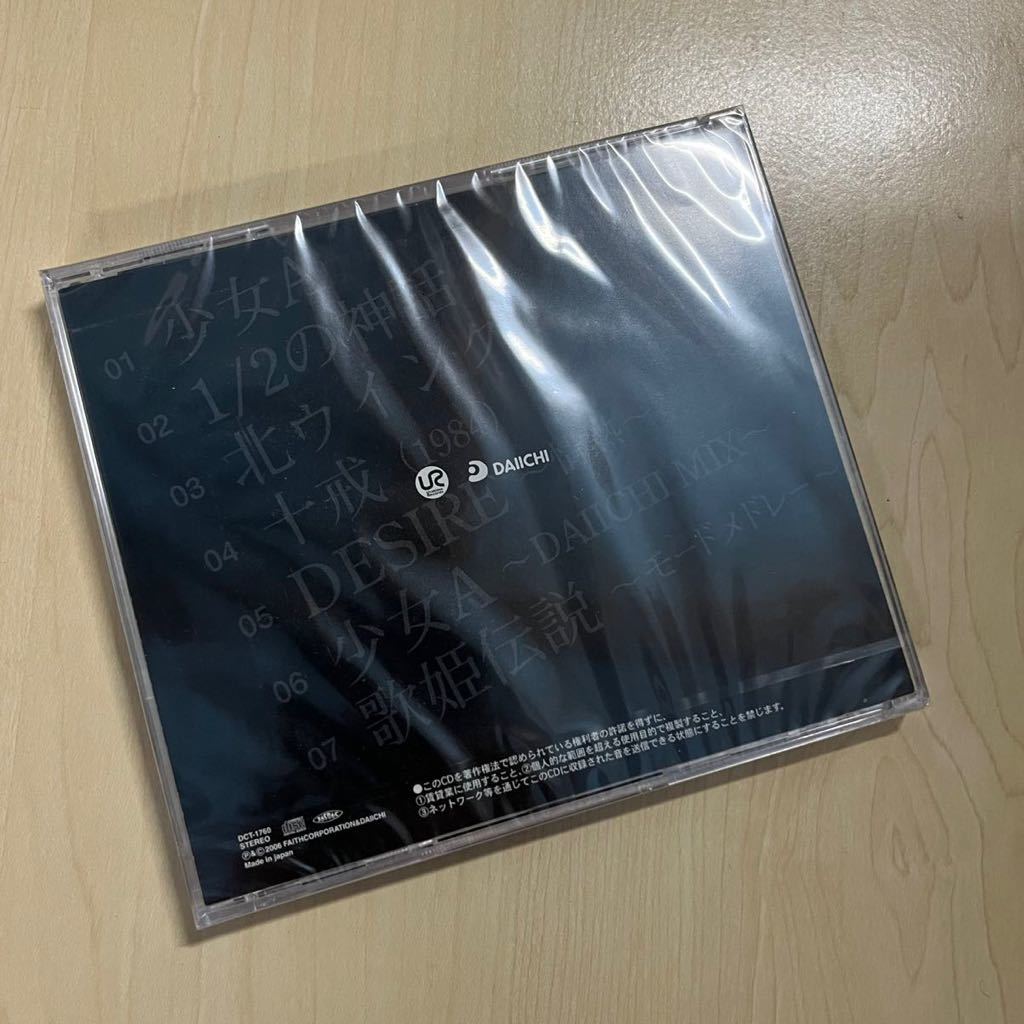 01 少女A
02 1/2の神話
03 北ウイング
04 十戒 (1984)
05 DESIRE
06 少女A ～DAIICHI MIX～
07 歌姫伝説 ～モードメドレー～
UR DAIICHI
●このCDを著作権法で認められている権利者の許諾を得ずに、
①賃貸業に使用すること、②個人的な範囲を超える使用目的で複製すること、
③ネットワーク等を通じてこのCDに収録された音を送信できる状態にすることを禁じます。
DCT-1760
STEREO
Ⓟ&©2006 FAITHCORPORATION&DAIICHI
Made in japan